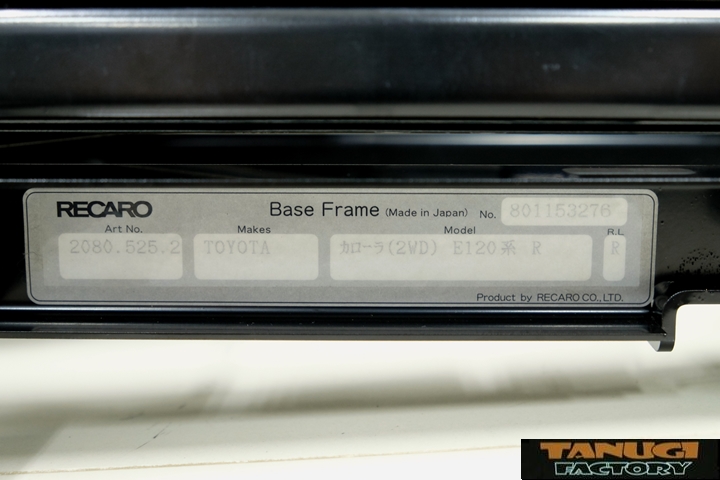 RECARO Base Frame (Made in Japan) No. 801153276
Art No. Makes Model R.L
2080.525.2 TOYOTA カローラ(2WD) E120系 R R
Product by RECARO CO., LTD.
TANUGI
FACTORY